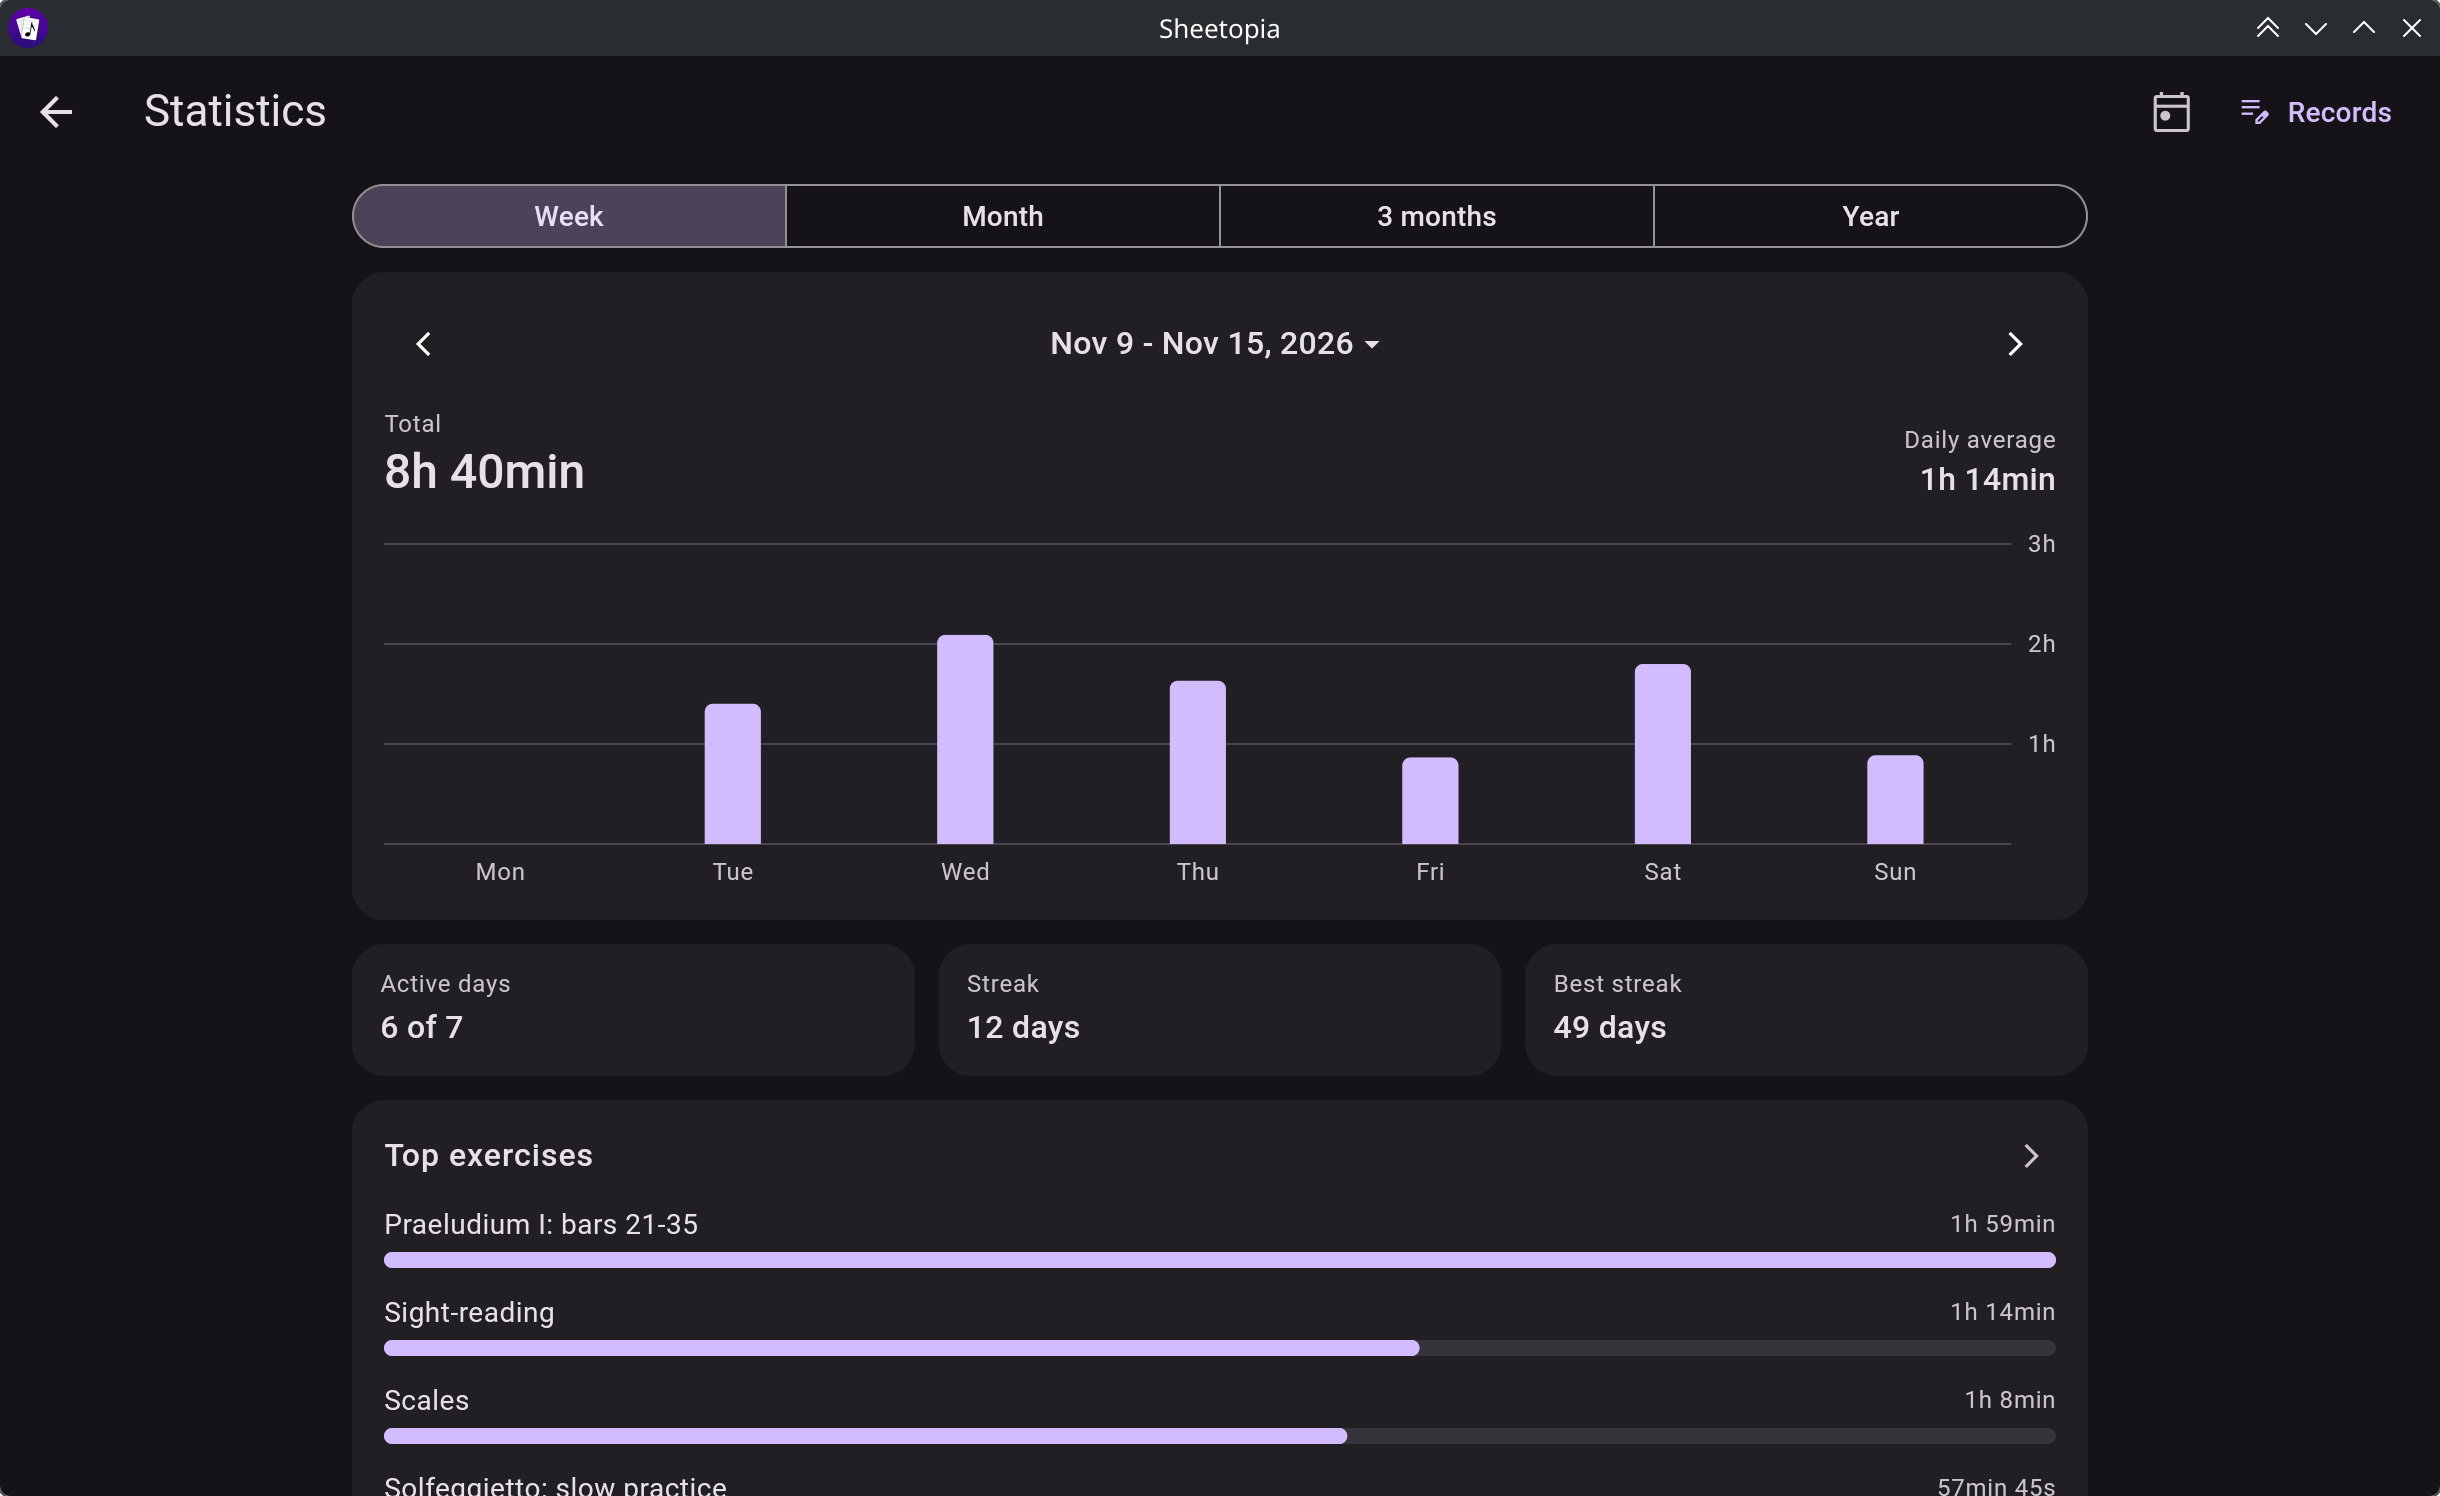 Sheetopia
Statistics
Records
Week Month 3 months Year
Nov 9 - Nov 15, 2026
Total
8h 40min
Daily average
1h 14min
3h
2h
1h
Mon Tue Wed Thu Fri Sat Sun
Active days
6 of 7
Streak
12 days
Best streak
49 days
Top exercises
Praeludium I: bars 21-35 1h 59min
Sight-reading 1h 14min
Scales 1h 8min
Solfeggietto: slow practice 57min 45s